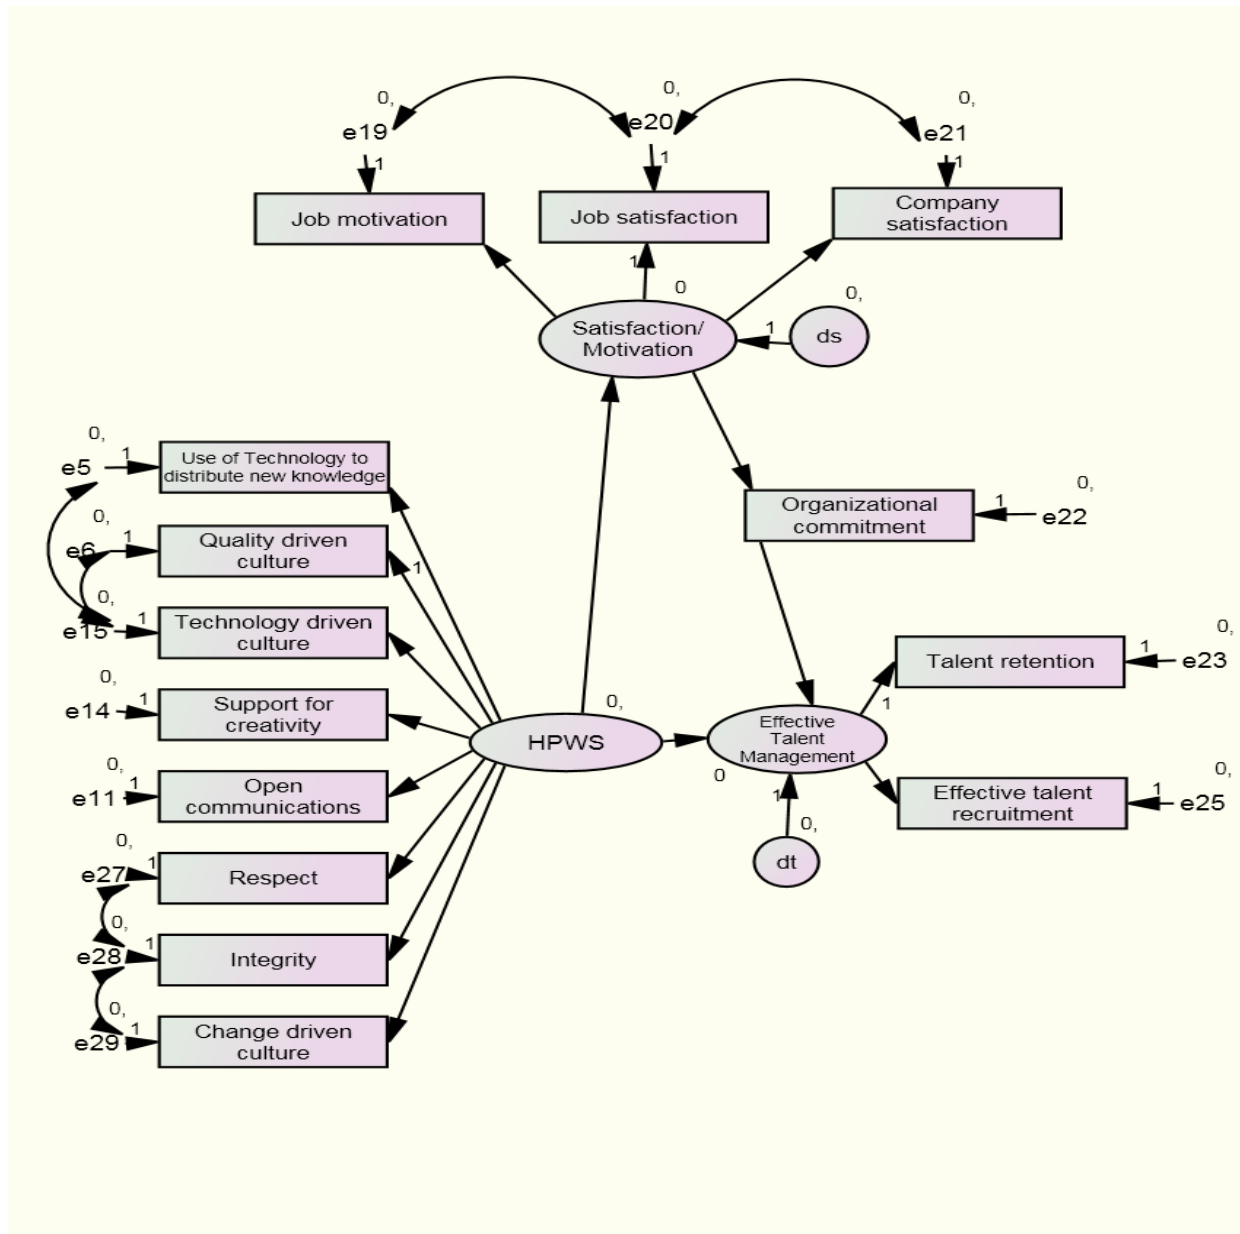 0,
0,
0,
e19
e20
e21
1
1
1
Job motivation
Job satisfaction
Company
satisfaction
1
0
0,
Satisfaction/
Motivation
1
ds
0,
e5
1
Use of Technology to
distribute new knowledge
0,
e6
1
Quality driven
culture
1
0,
e15
1
Technology driven
culture
0,
e14
1
Support for
creativity
0,
e11
1
Open
communications
0,
e27
1
Respect
0,
e28
1
Integrity
0,
e29
1
Change driven
culture
0,
HPWS
Organizational
commitment
1
0,
e22
Effective
Talent
Management
0
1
0,
dt
1
Talent retention
1
0,
e23
Effective talent
recruitment
1
0,
e25